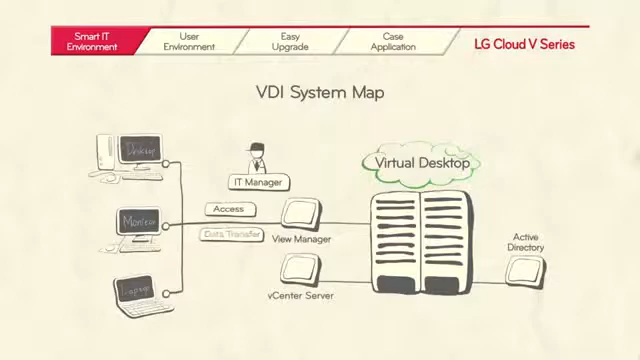 Smart IT
Environment
User
Environment
Easy
Upgrade
Case
Application
LG Cloud V Series
VDI System Map
Desktop
IT Manager
Virtual Desktop
Access
Monitor
Data Transfer
View Manager
Active
Directory
vCenter Server